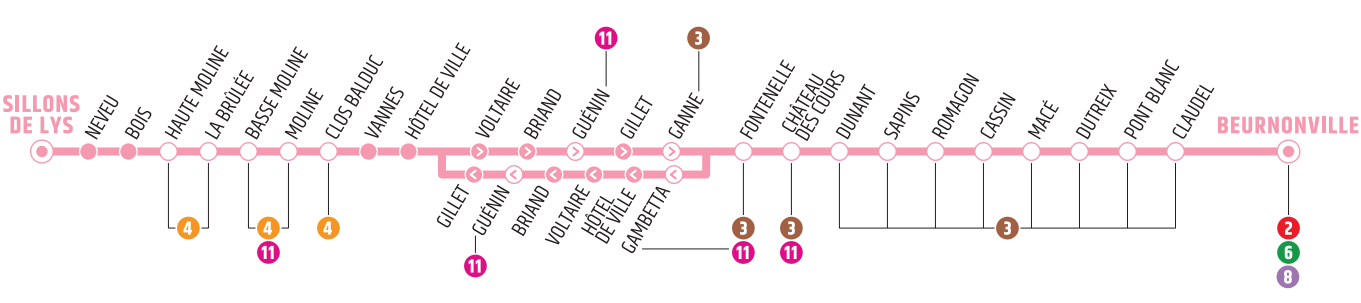 11
3
SILLONS
DE LYS
NEVEU
BOIS
HAUTE MOLINE
LA BRÛLÉE
BASSE MOLINE
MOLINE
CLOS BALDUC
VANNES
HÔTEL DE VILLE
VOLTAIRE
BRIAND
GUÉNIN
GILLET
GANNE
FONTENELLE
CHÂTEAU
DES COURS
DUNANT
SAPINS
ROMAGON
CASSIN
MACÉ
DUTREIX
PONT BLANC
CLAUDEL
BEURNONVILLE
GILLET
GUÉNIN
BRIAND
VOLTAIRE
HÔTEL
DE VILLE
GAMBETTA
4
4
11
4
11
3
11
3
11
3
2
6
8